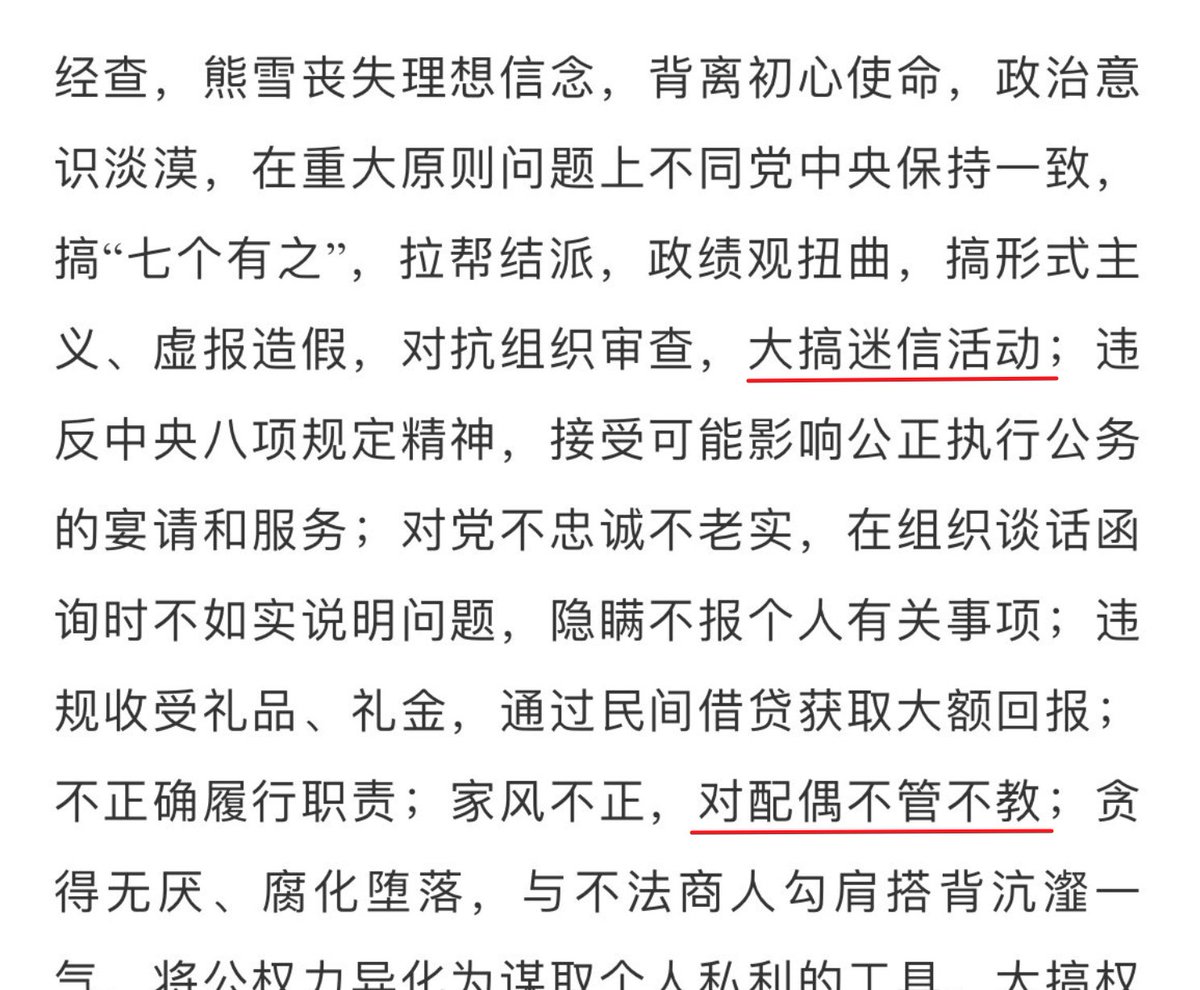 经查，熊雪丧失理想信念，背离初心使命，政治意
识淡漠，在重大原则问题上不同党中央保持一致，
搞“七个有之”，拉帮结派，政绩观扭曲，搞形式主
义、虚报造假，对抗组织审查，大搞迷信活动；违
反中央八项规定精神，接受可能影响公正执行公务
的宴请和服务；对党不忠诚不老实，在组织谈话函
询时不如实说明问题，隐瞒不报个人有关事项；违
规收受礼品、礼金，通过民间借贷获取大额回报；
不正确履行职责；家风不正，对配偶不管不教；贪
得无厌、腐化堕落，与不法商人勾肩搭背沆瀣一
气，将公权力异化为谋取个人私利的工具，大搞权